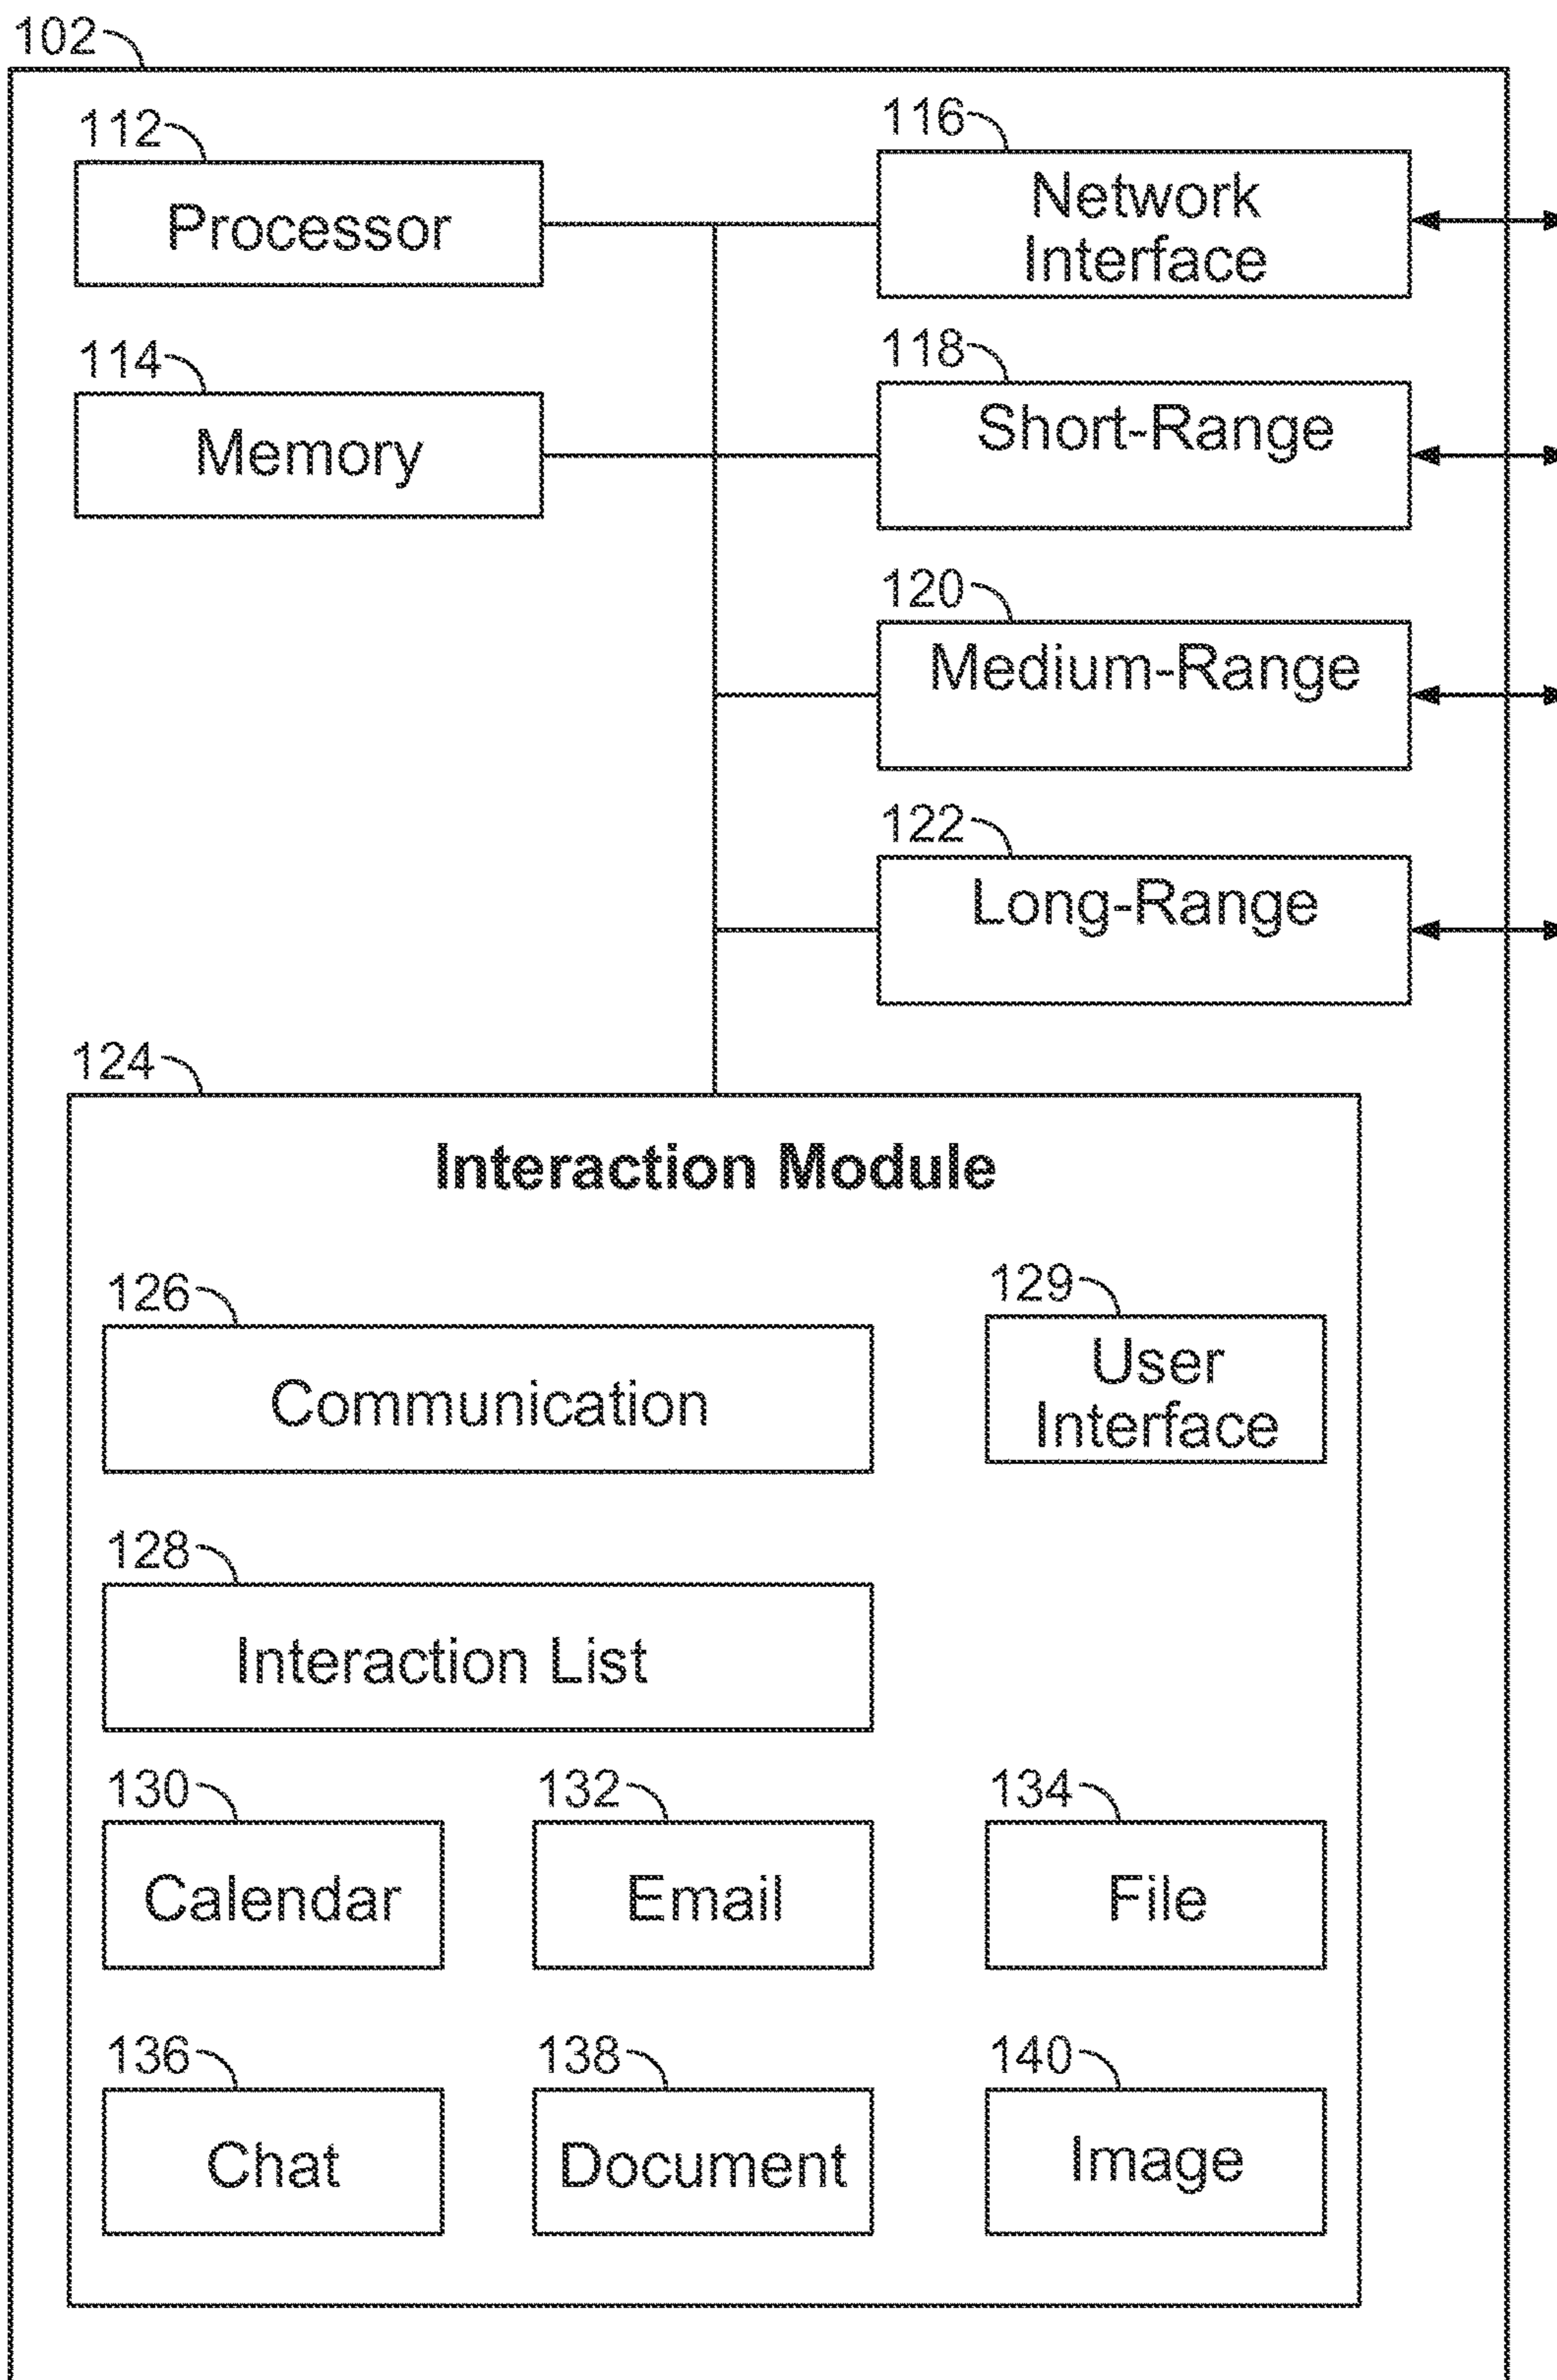 102
112
Processor
116
Network
Interface
114
Memory
118
Short-Range
120
Medium-Range
122
Long-Range
124
Interaction Module
126
Communication
129
User
Interface
128
Interaction List
130
Calendar
132
Email
134
File
136
Chat
138
Document
140
Image